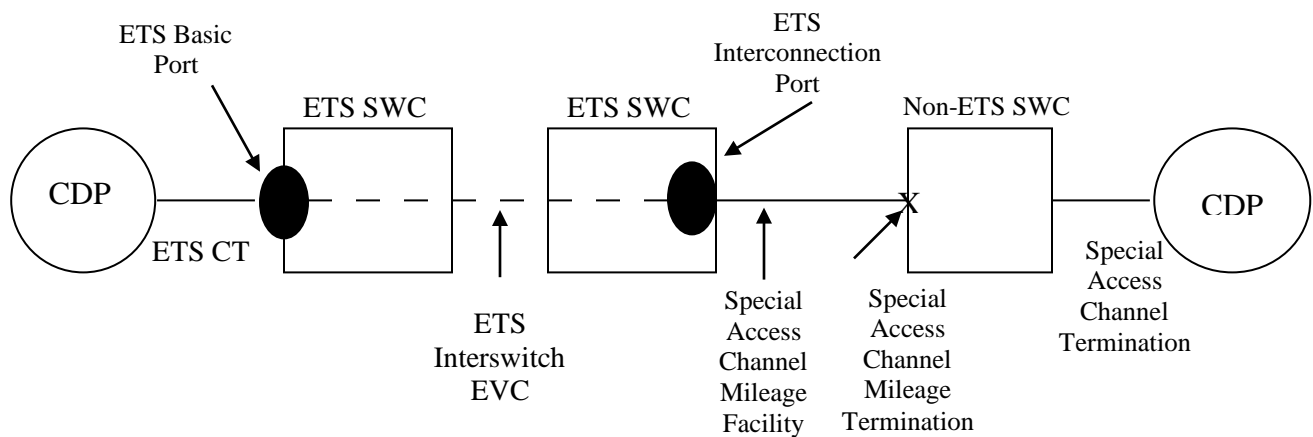 ETS Basic
Port
ETS
Interconnection
Port
ETS SWC
ETS SWC
Non-ETS SWC
CDP
X
CDP
ETS CT
ETS
Interswitch
EVC
Special
Access
Channel
Mileage
Facility
Special
Access
Channel
Mileage
Termination
Special
Access
Channel
Termination